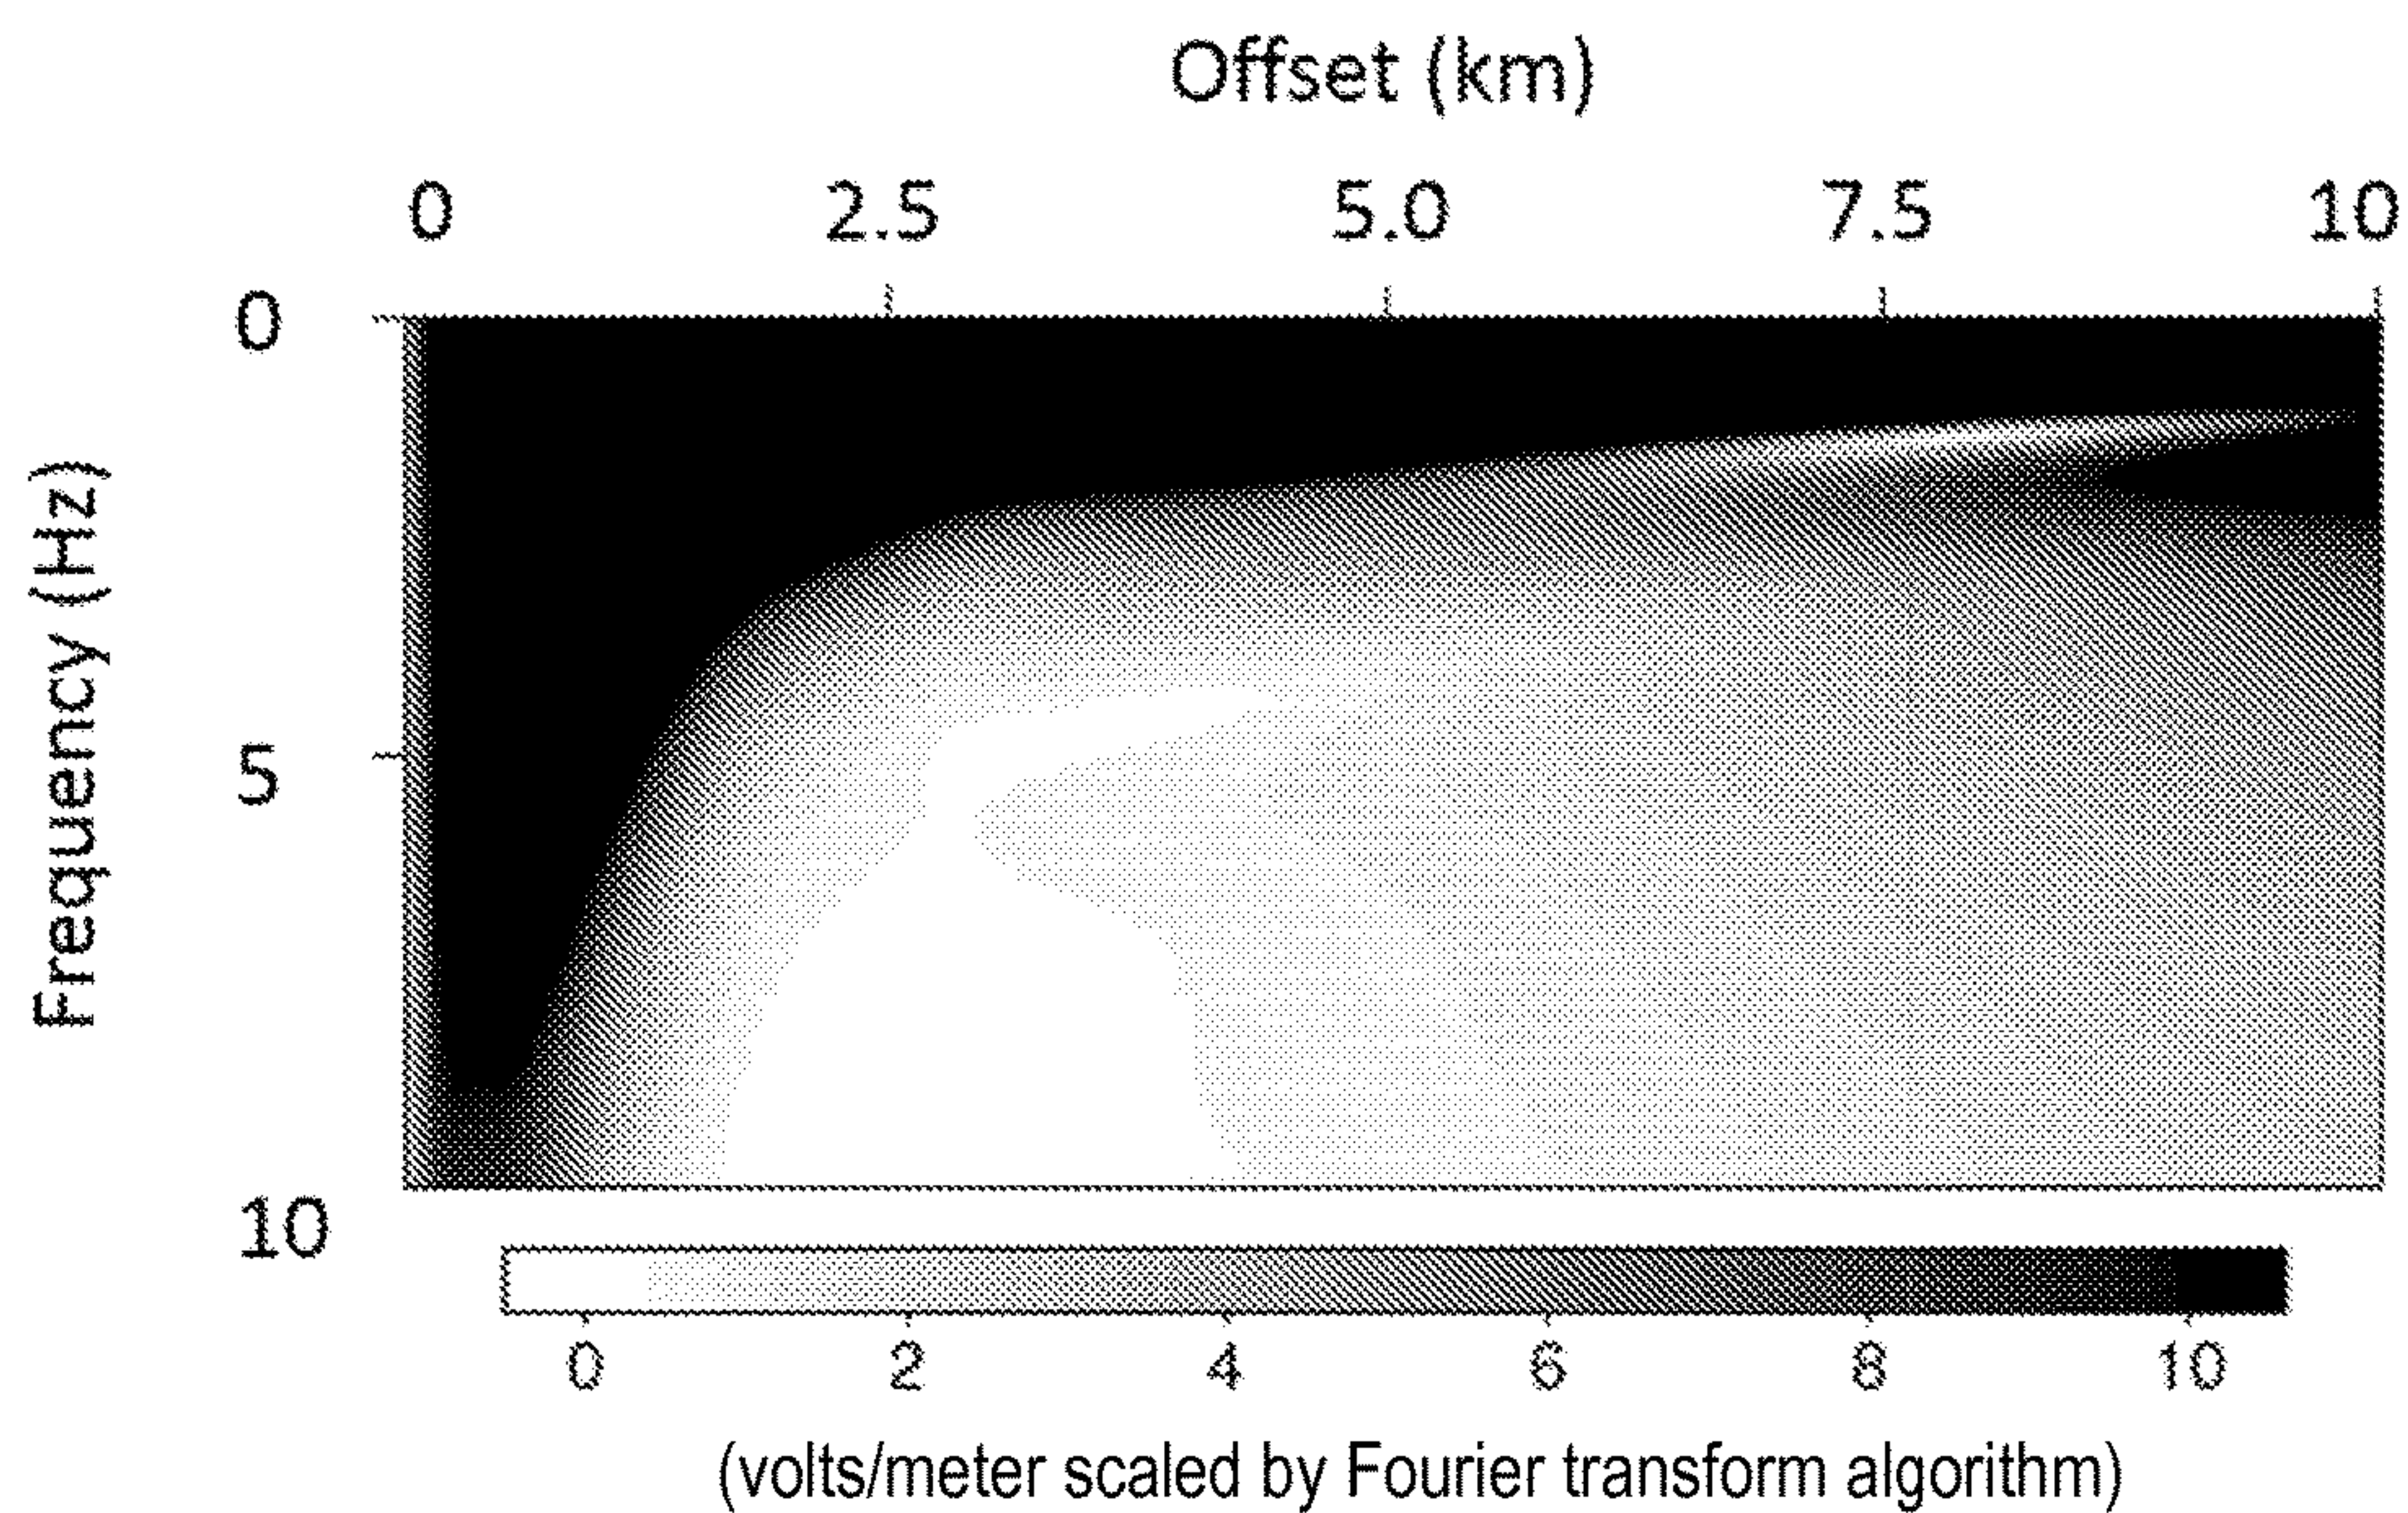 Offset (km)
0 2.5 5.0 7.5 10
0
Frequency (Hz)
5
10
0 2 4 6 8 10
(volts/meter scaled by Fourier transform algorithm)